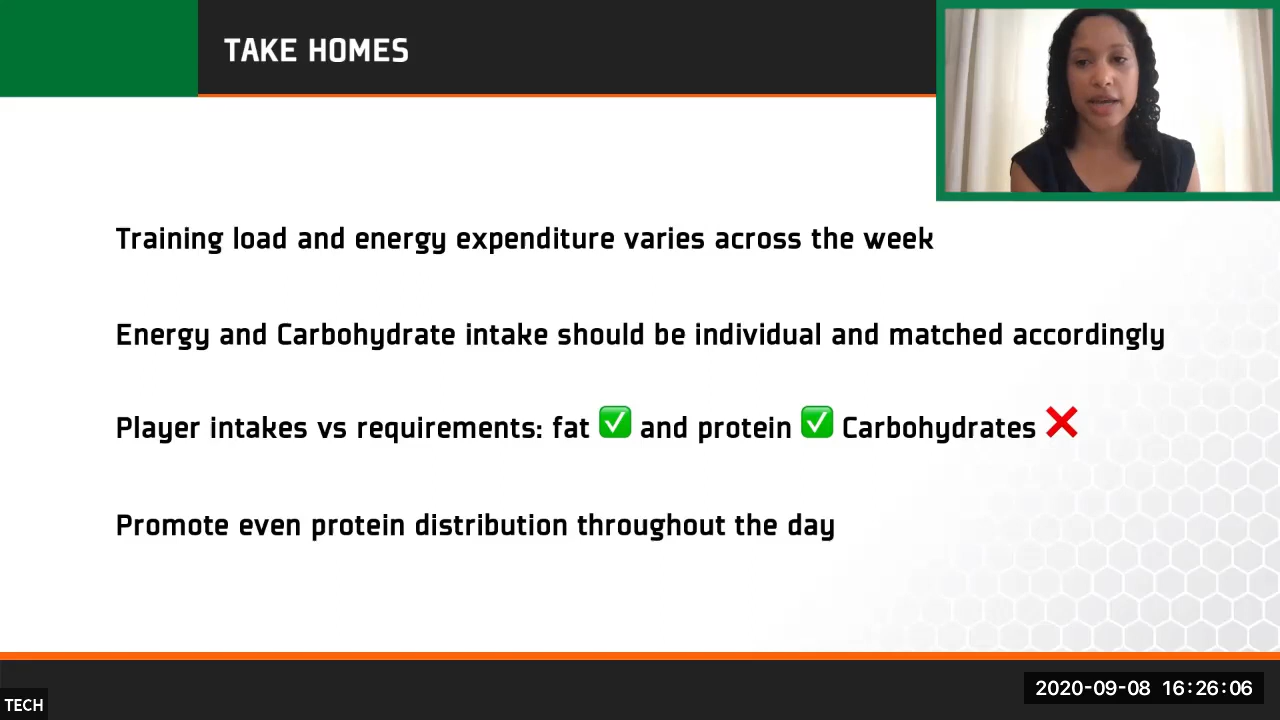 TAKE HOMES
Training load and energy expenditure varies across the week
Energy and Carbohydrate intake should be individual and matched accordingly
Player intakes vs requirements: fat ✅ and protein ✅ Carbohydrates ❌
Promote even protein distribution throughout the day
2020-09-08 16:26:06
TECH